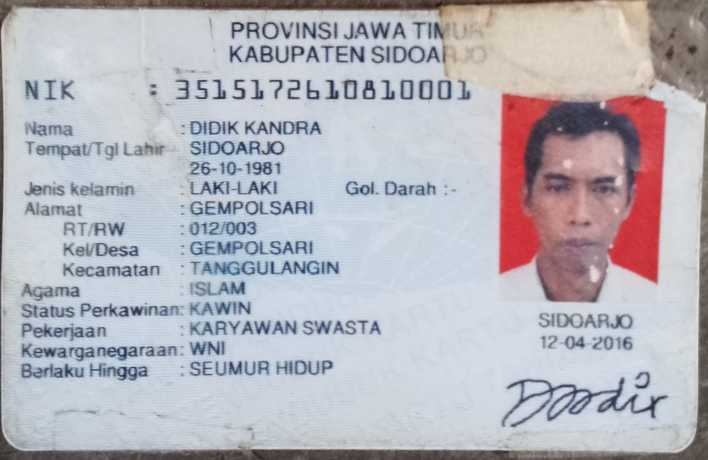 PROVINSI JAWA TIMUR
KABUPATEN SIDOARJO
NIK : 3515172610810001
Nama : DIDIK KANDRA
Tempat/Tgl Lahir : SIDOARJO
26-10-1981
Jenis kelamin : LAKI-LAKI Gol. Darah :-
Alamat : GEMPOLSARI
RT/RW : 012/003
Kel/Desa : GEMPOLSARI
Kecamatan : TANGGULANGIN
Agama : ISLAM
Status Perkawinan: KAWIN
Pekerjaan : KARYAWAN SWASTA
Kewarganegaraan: WNI
Berlaku Hingga : SEUMUR HIDUP
SIDOARJO
12-04-2016